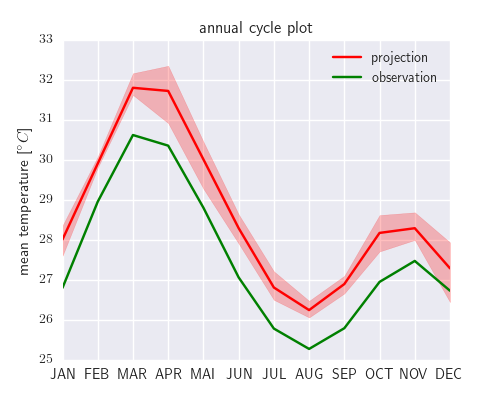 annual cycle plot
33
32
31
30
29
28
27
26
25
mean temperature [°C]
projection
observation
JAN FEB MAR APR MAI JUN JUL AUG SEP OCT NOV DEC